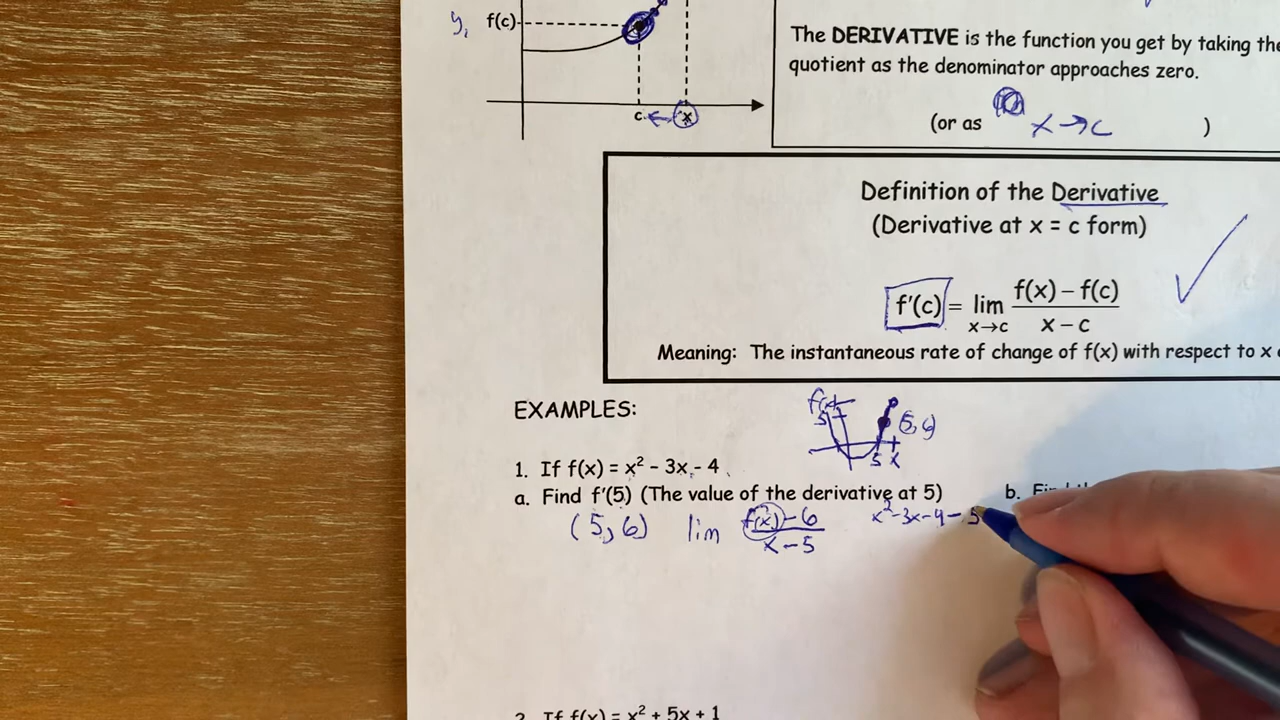 y₁ f(c)
c ← x
The DERIVATIVE is the function you get by taking the
quotient as the denominator approaches zero.
(or as x→c )
Definition of the Derivative
(Derivative at x = c form)
f'(c) = lim x→c f(x) – f(c) / x – c
Meaning: The instantaneous rate of change of f(x) with respect to x
EXAMPLES:
(5,6)
5 x
1. If f(x) = x² – 3x – 4
a. Find f'(5) (The value of the derivative at 5)
b.
(5,6) lim f(x)-6 / x-5 x²-3x-4-5
2. If f(x) = x² + 5x + 1